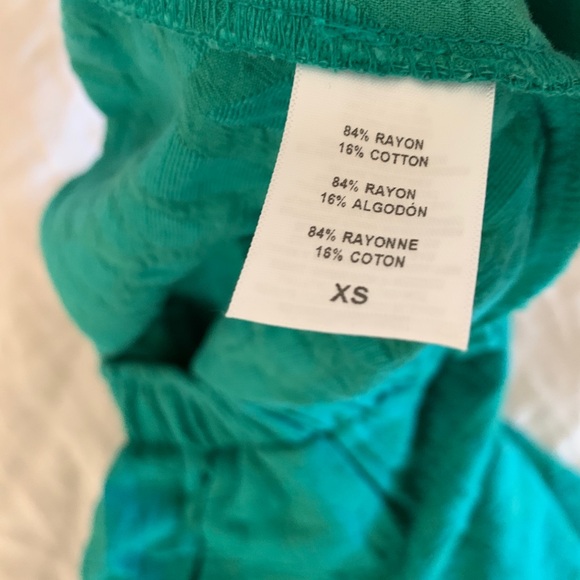 84% RAYON
16% COTTON
84% RAYON
16% ALGODÓN
84% RAYONNE
16% COTON
XS